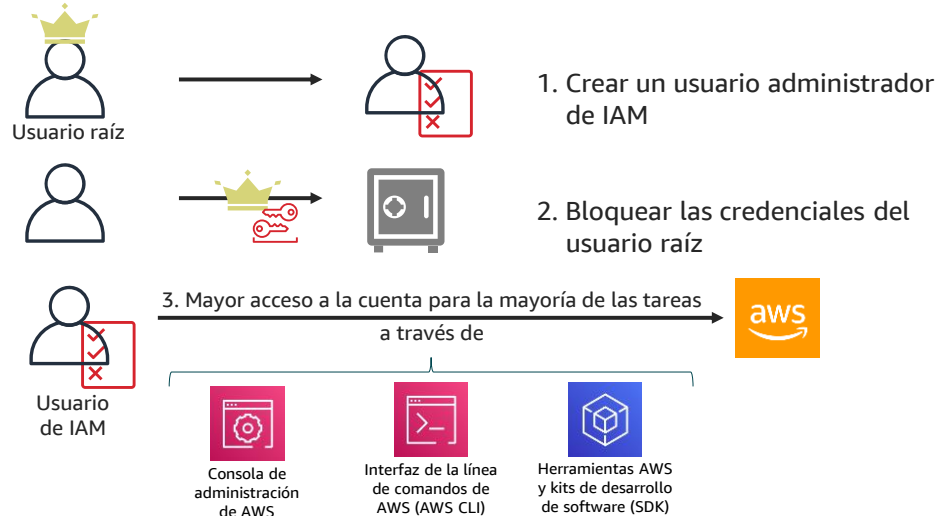 Usuario raíz
1. Crear un usuario administrador
de IAM
2. Bloquear las credenciales del
usuario raíz
3. Mayor acceso a la cuenta para la mayoría de las tareas
a través de
aws
Usuario
de IAM
Consola de
administración
de AWS
Interfaz de la línea
de comandos de
AWS (AWS CLI)
Herramientas AWS
y kits de desarrollo
de software (SDK)